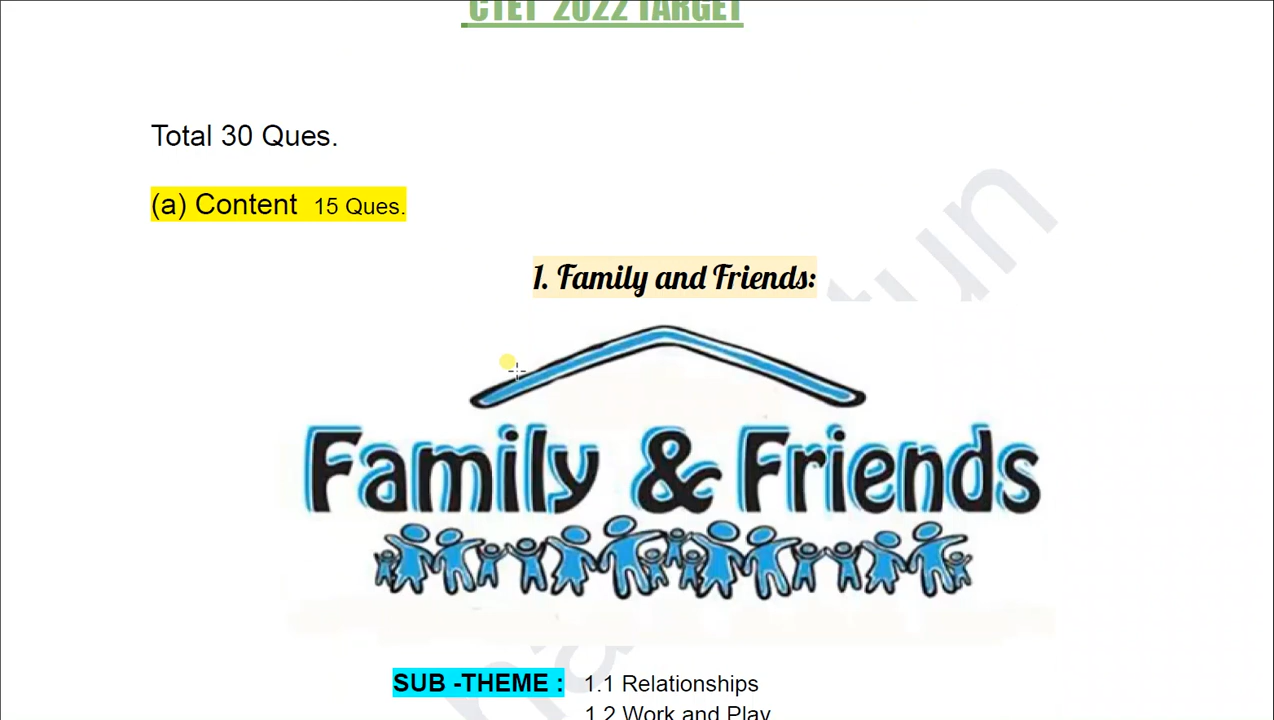 CTET 2022 TARGET
Total 30 Ques.
(a) Content 15 Ques.
1. Family and Friends:
Family & Friends
SUB -THEME : 1.1 Relationships
1.2 Work and Play